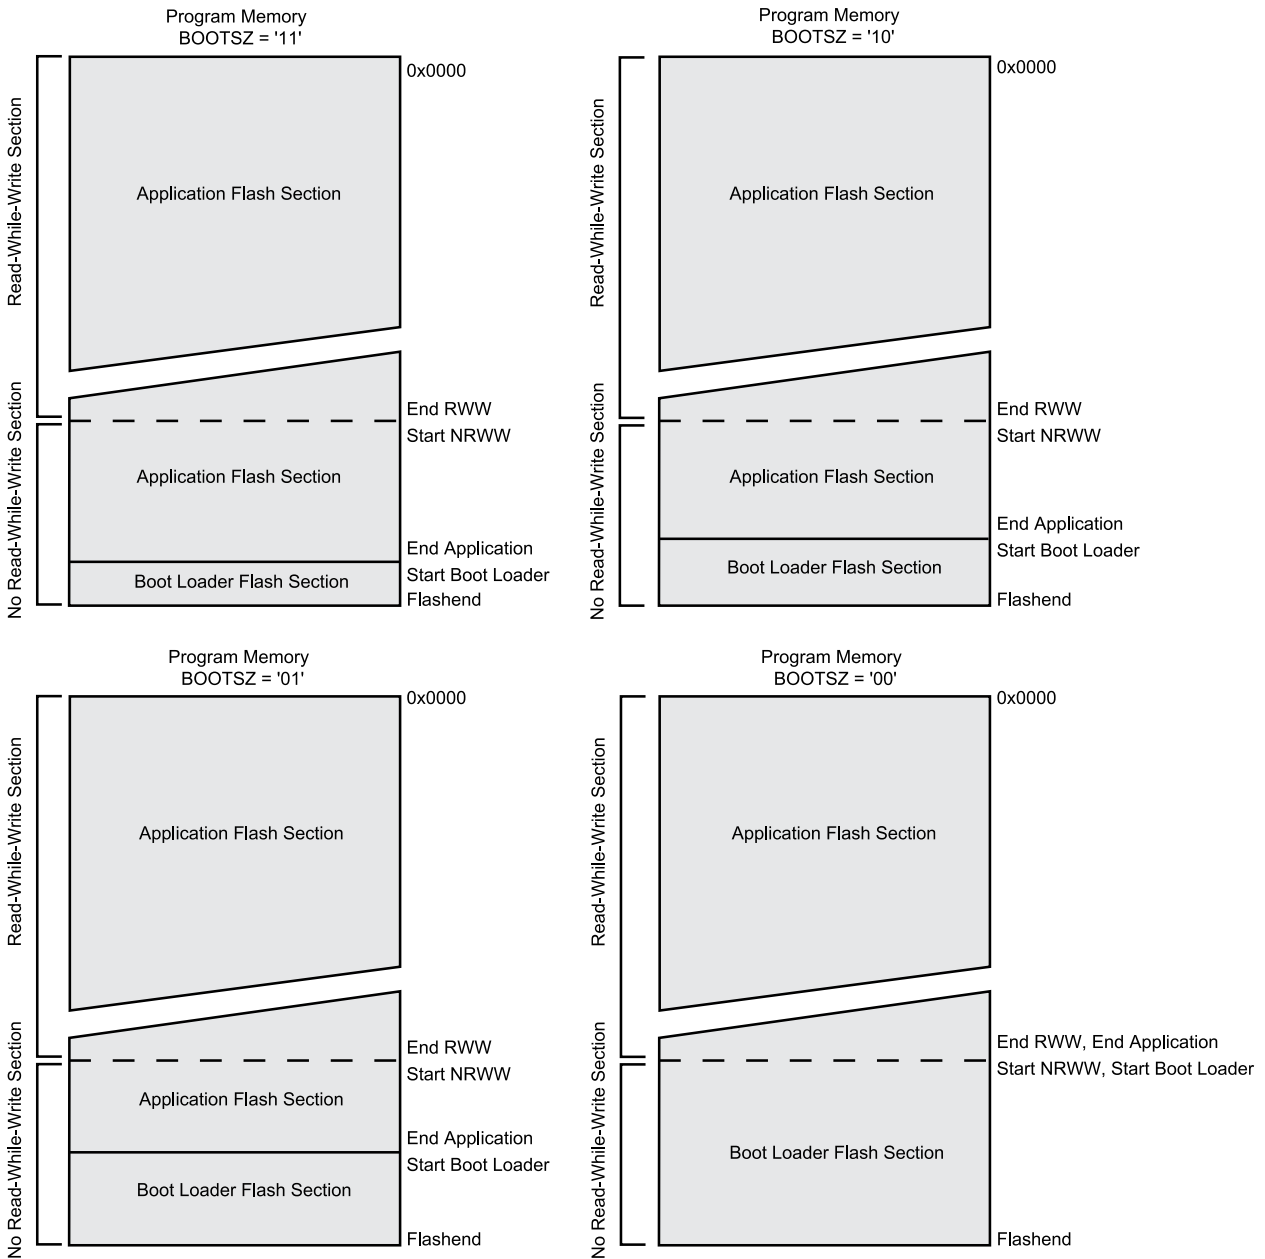 Program Memory
BOOTSZ = '11'
0x0000
Read-While-Write Section
Application Flash Section
End RWW
Start NRWW
No Read-While-Write Section
Application Flash Section
End Application
Start Boot Loader
Boot Loader Flash Section
Flashend
Program Memory
BOOTSZ = '10'
0x0000
Read-While-Write Section
Application Flash Section
End RWW
Start NRWW
No Read-While-Write Section
Application Flash Section
End Application
Start Boot Loader
Boot Loader Flash Section
Flashend
Program Memory
BOOTSZ = '01'
0x0000
Read-While-Write Section
Application Flash Section
End RWW
Start NRWW
No Read-While-Write Section
Application Flash Section
End Application
Start Boot Loader
Boot Loader Flash Section
Flashend
Program Memory
BOOTSZ = '00'
0x0000
Read-While-Write Section
Application Flash Section
End RWW, End Application
Start NRWW, Start Boot Loader
No Read-While-Write Section
Boot Loader Flash Section
Flashend